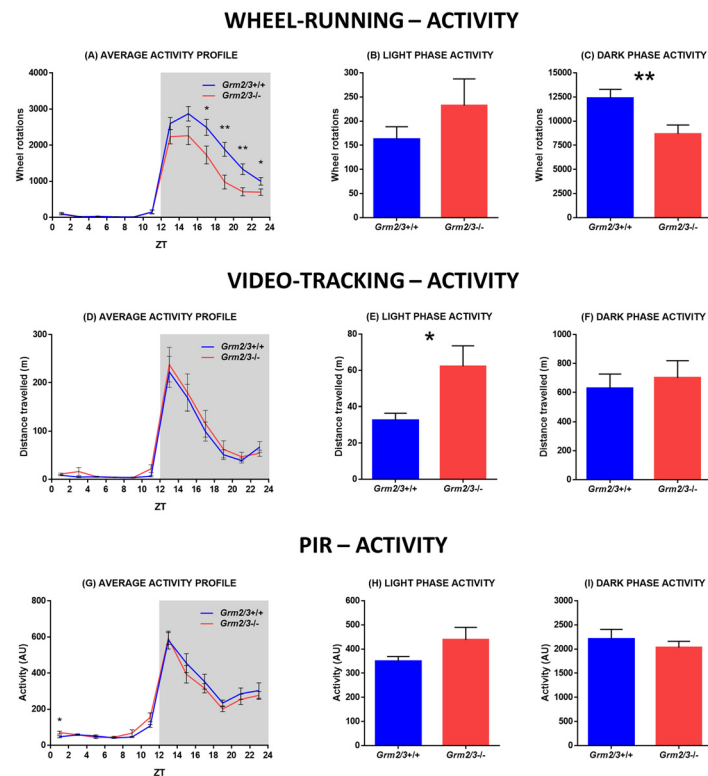 WHEEL-RUNNING – ACTIVITY
(A) AVERAGE ACTIVITY PROFILE
Wheel rotations
4000
3000
2000
1000
0
Grm2/3+/+
Grm2/3-/-
*
**
**
*
0 2 4 6 8 10 12 14 16 18 20 22 24
ZT
(B) LIGHT PHASE ACTIVITY
Wheel rotations
300
250
200
150
100
50
0
Grm2/3+/+ Grm2/3-/-
(C) DARK PHASE ACTIVITY
Wheel rotations
15000
12500
10000
7500
5000
2500
0
**
Grm2/3+/+ Grm2/3-/-
VIDEO-TRACKING – ACTIVITY
(D) AVERAGE ACTIVITY PROFILE
Distance travelled (m)
300
200
100
0
Grm2/3+/+
Grm2/3-/-
0 2 4 6 8 10 12 14 16 18 20 22 24
ZT
(E) LIGHT PHASE ACTIVITY
Distance travelled (m)
80
60
40
20
0
*
Grm2/3+/+ Grm2/3-/-
(F) DARK PHASE ACTIVITY
Distance travelled (m)
1000
800
600
400
200
0
Grm2/3+/+ Grm2/3-/-
PIR – ACTIVITY
(G) AVERAGE ACTIVITY PROFILE
Activity (AU)
800
600
400
200
0
Grm2/3+/+
Grm2/3-/-
*
0 2 4 6 8 10 12 14 16 18 20 22 24
ZT
(H) LIGHT PHASE ACTIVITY
Activity (AU)
600
500
400
300
200
100
0
Grm2/3+/+ Grm2/3-/-
(I) DARK PHASE ACTIVITY
Activity (AU)
3000
2500
2000
1500
1000
500
0
Grm2/3+/+ Grm2/3-/-